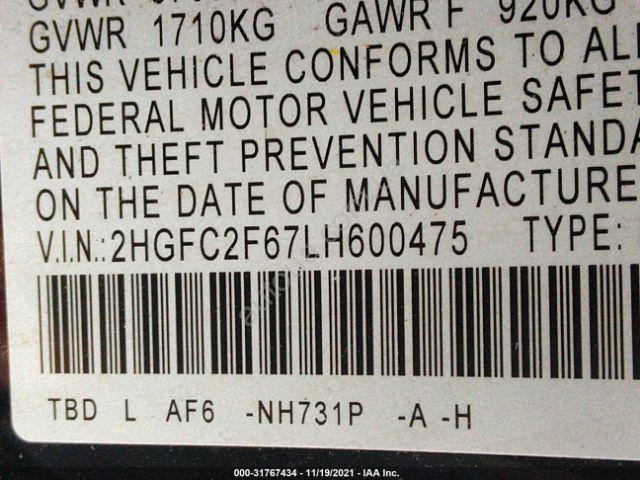 GVWR 1710KG GAWR F 920KG
THIS VEHICLE CONFORMS TO ALL
FEDERAL MOTOR VEHICLE SAFET
AND THEFT PREVENTION STANDA
ON THE DATE OF MANUFACTURE
V.I.N.:2HGFC2F67LH600475 TYPE:
TBD L AF6 -NH731P -A -H
000-31767434 - 11/19/2021 - IAA Inc.